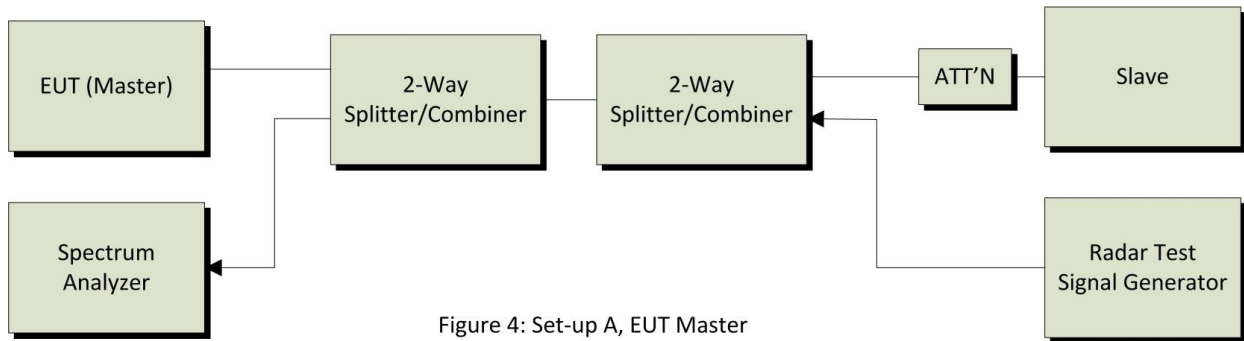 EUT (Master)
2-Way
Splitter/Combiner
2-Way
Splitter/Combiner
ATT’N
Slave
Spectrum
Analyzer
Radar Test
Signal Generator
Figure 4: Set-up A, EUT Master